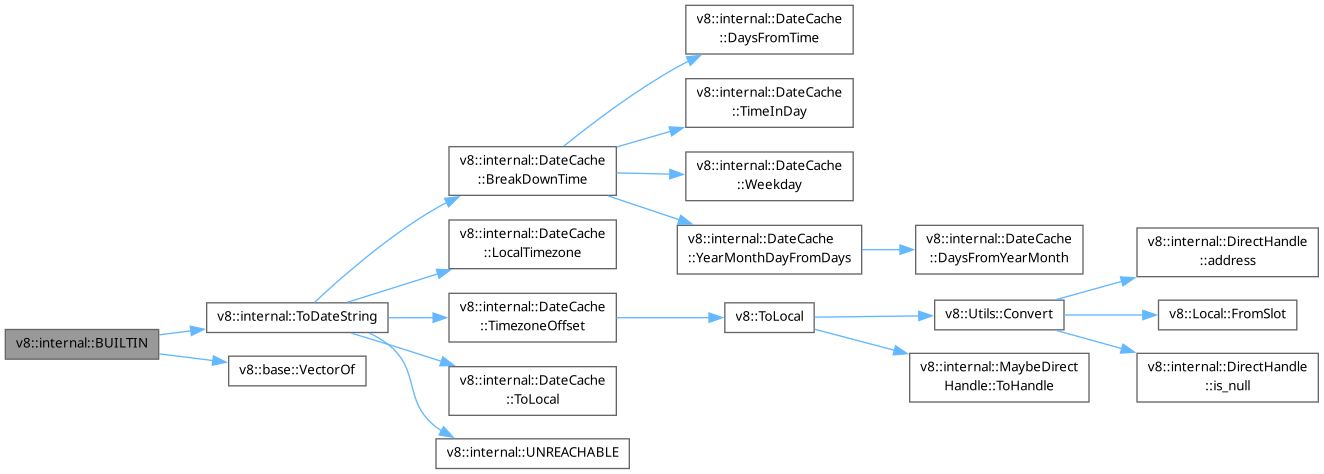 v8::internal::DateCache
::DaysFromTime
v8::internal::DateCache
::TimeInDay
v8::internal::DateCache
::BreakDownTime
v8::internal::DateCache
::Weekday
v8::internal::DateCache
::LocalTimezone
v8::internal::DateCache
::YearMonthDayFromDays
v8::internal::DateCache
::DaysFromYearMonth
v8::internal::DirectHandle
::address
v8::internal::ToDateString
v8::internal::DateCache
::TimezoneOffset
v8::ToLocal
v8::Utils::Convert
v8::Local::FromSlot
v8::internal::BUILTIN
v8::base::VectorOf
v8::internal::DateCache
::ToLocal
v8::internal::MaybeDirect
Handle::ToHandle
v8::internal::DirectHandle
::is_null
v8::internal::UNREACHABLE